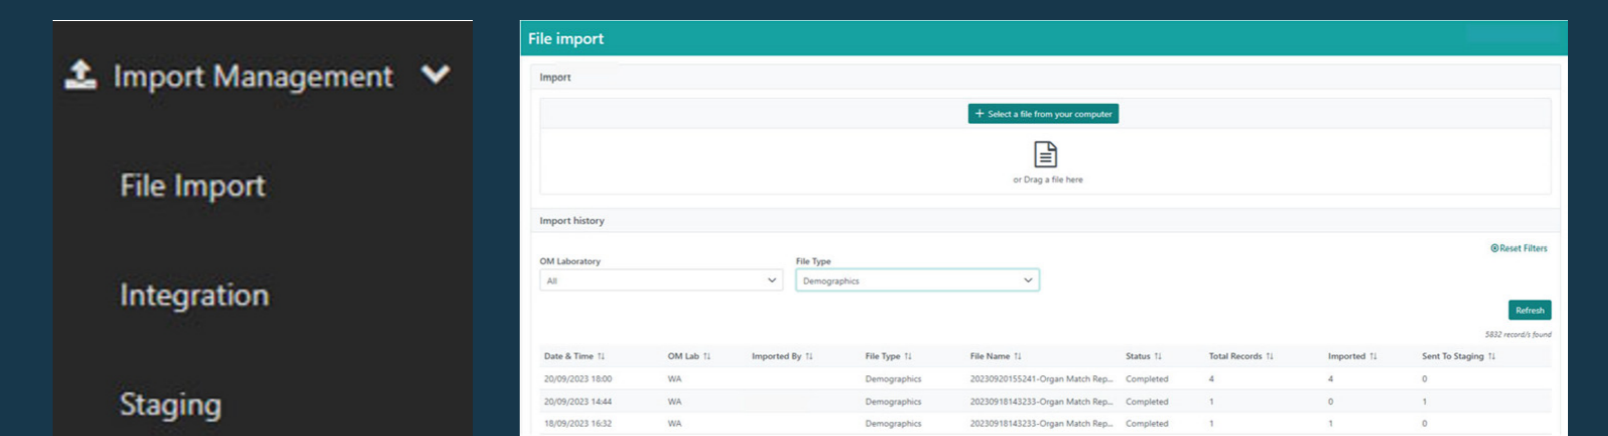 Import Management
File Import
Integration
Staging
File import
Import
+ Select a file from your computer
or Drag a file here
Import history
Reset Filters
OM Laboratory File Type
All Demographics
Refresh
5832 record/s found
Date & Time OM Lab Imported By File Type File Name Status Total Records Imported Sent To Staging
20/09/2023 18:00 WA Demographics 20230920155241-Organ Match Rep... Completed 4 4 0
20/09/2023 14:44 WA Demographics 20230918143233-Organ Match Rep... Completed 1 0 1
18/09/2023 16:32 WA Demographics 20230918143233-Organ Match Rep... Completed 1 1 0